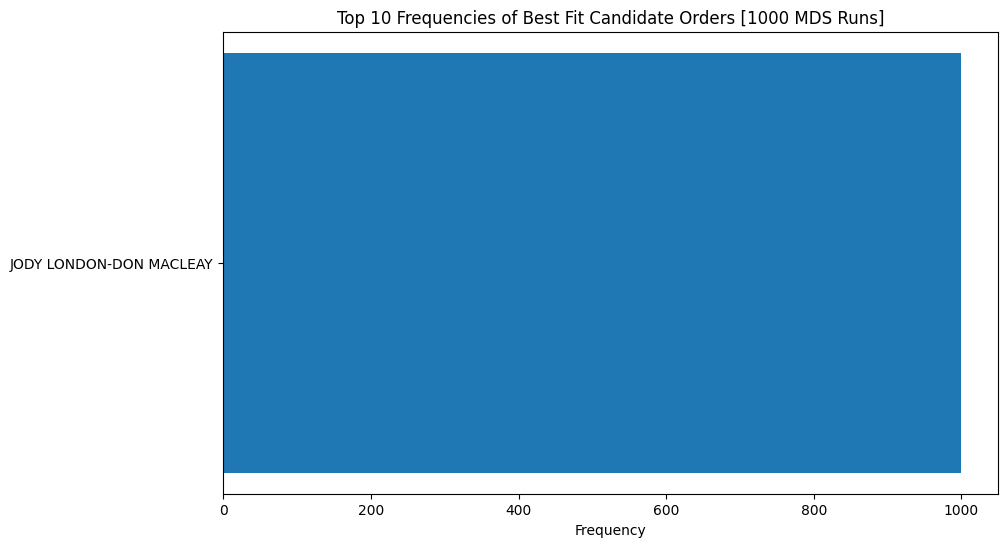 Top 10 Frequencies of Best Fit Candidate Orders [1000 MDS Runs]
JODY LONDON-DON MACLEAY
0 200 400 600 800 1000
Frequency